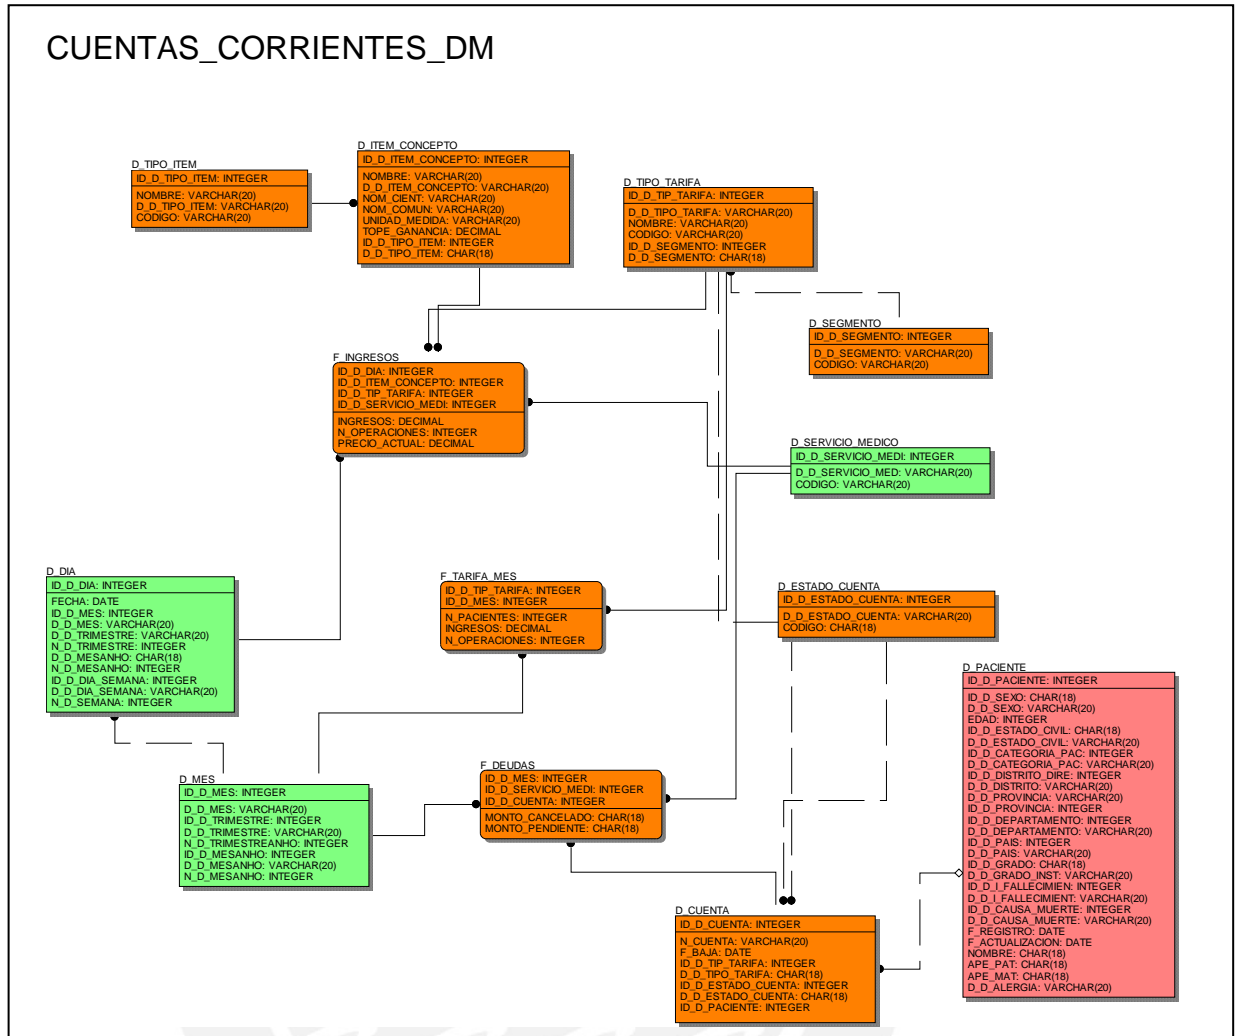 CUENTAS_CORRIENTES_DM
D_TIPO_ITEM
ID_D_TIPO_ITEM: INTEGER
NOMBRE: VARCHAR(20)
D_D_TIPO_ITEM: VARCHAR(20)
CODIGO: VARCHAR(20)
D_ITEM_CONCEPTO
ID_D_ITEM_CONCEPTO: INTEGER
NOMBRE: VARCHAR(20)
D_D_ITEM_CONCEPTO: VARCHAR(20)
NOM_CIENT: VARCHAR(20)
NOM_COMUN: VARCHAR(20)
UNIDAD_MEDIDA: VARCHAR(20)
TOPE_GANANCIA: DECIMAL
ID_D_TIPO_ITEM: INTEGER
D_D_TIPO_ITEM: CHAR(18)
D_TIPO_TARIFA
ID_D_TIP_TARIFA: INTEGER
D_D_TIPO_TARIFA: VARCHAR(20)
NOMBRE: VARCHAR(20)
CODIGO: VARCHAR(20)
ID_D_SEGMENTO: INTEGER
D_D_SEGMENTO: CHAR(18)
D_SEGMENTO
ID_D_SEGMENTO: INTEGER
D_D_SEGMENTO: VARCHAR(20)
CODIGO: VARCHAR(20)
F_INGRESOS
ID_D_DIA: INTEGER
ID_D_ITEM_CONCEPTO: INTEGER
ID_D_TIP_TARIFA: INTEGER
ID_D_SERVICIO_MEDI: INTEGER
INGRESOS: DECIMAL
N_OPERACIONES: INTEGER
PRECIO_ACTUAL: DECIMAL
D_SERVICIO_MEDICO
ID_D_SERVICIO_MEDI: INTEGER
D_D_SERVICIO_MED: VARCHAR(20)
CODIGO: VARCHAR(20)
D_DIA
ID_D_DIA: INTEGER
FECHA: DATE
ID_D_MES: INTEGER
D_D_MES: VARCHAR(20)
D_D_TRIMESTRE: VARCHAR(20)
N_D_TRIMESTRE: INTEGER
D_D_MESANHO: CHAR(18)
N_D_MESANHO: INTEGER
ID_D_DIA_SEMANA: INTEGER
D_D_DIA_SEMANA: VARCHAR(20)
N_D_SEMANA: INTEGER
F_TARIFA_MES
ID_D_TIP_TARIFA: INTEGER
ID_D_MES: INTEGER
N_PACIENTES: INTEGER
INGRESOS: DECIMAL
N_OPERACIONES: INTEGER
D_ESTADO_CUENTA
ID_D_ESTADO_CUENTA: INTEGER
D_D_ESTADO_CUENTA: VARCHAR(20)
CODIGO: CHAR(18)
D_PACIENTE
ID_D_PACIENTE: INTEGER
ID_D_SEXO: CHAR(18)
D_D_SEXO: VARCHAR(20)
EDAD: INTEGER
ID_D_ESTADO_CIVIL: CHAR(18)
D_D_ESTADO_CIVIL: VARCHAR(20)
ID_D_CATEGORIA_PAC: INTEGER
D_D_CATEGORIA_PAC: VARCHAR(20)
ID_D_DISTRITO_DIRE: INTEGER
D_D_DISTRITO: VARCHAR(20)
D_D_PROVINCIA: VARCHAR(20)
ID_D_PROVINCIA: INTEGER
ID_D_DEPARTAMENTO: INTEGER
D_D_DEPARTAMENTO: VARCHAR(20)
ID_D_PAIS: INTEGER
D_D_PAIS: VARCHAR(20)
ID_D_GRADO: CHAR(18)
D_D_GRADO_INST: VARCHAR(20)
ID_D_I_FALLECIMIEN: INTEGER
D_D_I_FALLECIMIENT: VARCHAR(20)
ID_D_CAUSA_MUERTE: INTEGER
D_D_CAUSA_MUERTE: VARCHAR(20)
F_REGISTRO: DATE
F_ACTUALIZACION: DATE
NOMBRE: CHAR(18)
APE_PAT: CHAR(18)
APE_MAT: CHAR(18)
D_D_ALERGIA: VARCHAR(20)
D_MES
ID_D_MES: INTEGER
D_D_MES: VARCHAR(20)
ID_D_TRIMESTRE: INTEGER
D_D_TRIMESTRE: VARCHAR(20)
N_D_TRIMESTREANHO: INTEGER
ID_D_MESANHO: INTEGER
D_D_MESANHO: VARCHAR(20)
N_D_MESANHO: INTEGER
F_DEUDAS
ID_D_MES: INTEGER
ID_D_SERVICIO_MEDI: INTEGER
ID_D_CUENTA: INTEGER
MONTO_CANCELADO: CHAR(18)
MONTO_PENDIENTE: CHAR(18)
D_CUENTA
ID_D_CUENTA: INTEGER
N_CUENTA: VARCHAR(20)
F_BAJA: DATE
ID_D_TIP_TARIFA: INTEGER
D_D_TIPO_TARIFA: CHAR(18)
ID_D_ESTADO_CUENTA: INTEGER
D_D_ESTADO_CUENTA: CHAR(18)
ID_D_PACIENTE: INTEGER